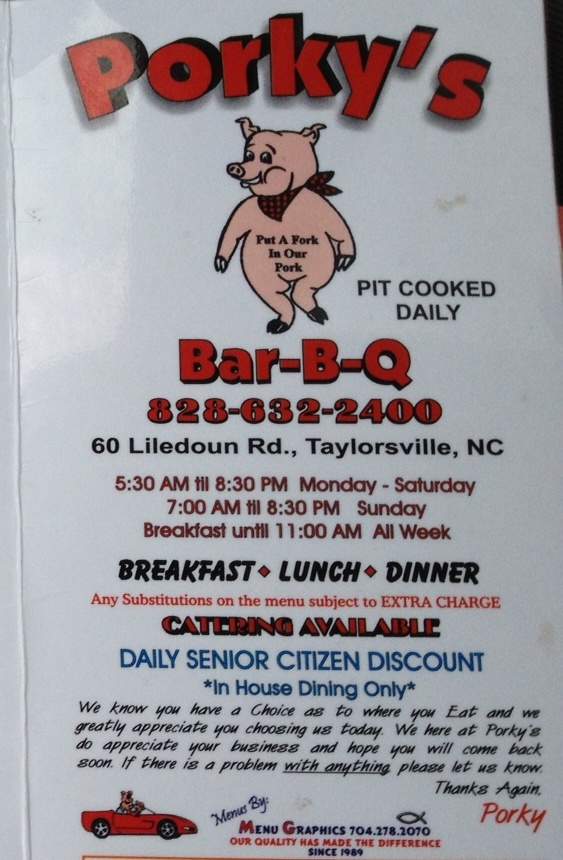 Porky's
Put A Fork
In Our
Pork
PIT COOKED
DAILY
Bar-B-Q
828-632-2400
60 Liledoun Rd., Taylorsville, NC
5:30 AM til 8:30 PM Monday - Saturday
7:00 AM til 8:30 PM Sunday
Breakfast until 11:00 AM All Week
BREAKFAST ◆ LUNCH ◆ DINNER
Any Substitutions on the menu subject to EXTRA CHARGE
CATERING AVAILABLE
DAILY SENIOR CITIZEN DISCOUNT
*In House Dining Only*
We know you have a Choice as to where you Eat and we
greatly appreciate you choosing us today. We here at Porky's
do appreciate your business and hope you will come back
soon. If there is a problem with anything please let us know.
Thanks Again,
Porky
Menus By:
MENU GRAPHICS 704.278.2070
OUR QUALITY HAS MADE THE DIFFERENCE
SINCE 1989